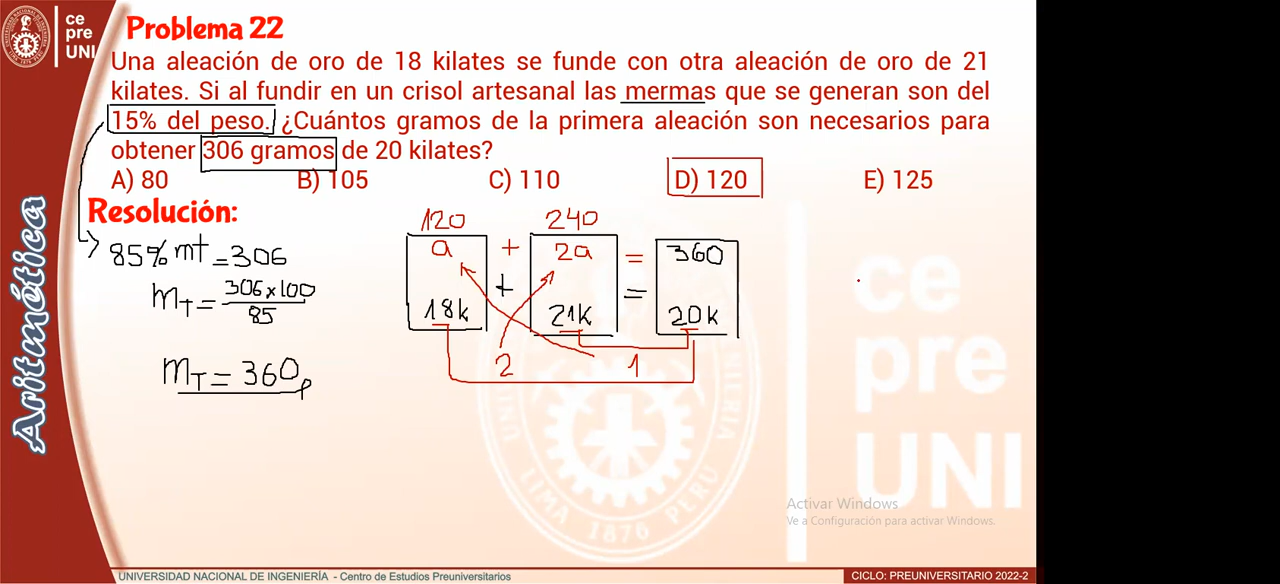 ce
pre
UNI
Problema 22
Una aleación de oro de 18 kilates se funde con otra aleación de oro de 21
kilates. Si al fundir en un crisol artesanal las mermas que se generan son del
15% del peso. ¿Cuántos gramos de la primera aleación son necesarios para
obtener 306 gramos de 20 kilates?
A) 80 B) 105 C) 110 D) 120 E) 125
Resolución:
85% mt = 306
mT = 306 x 100
85
mT = 360
120 240
a + 2a = 360
+ =
18k 21k 20k
2 1
Aritmética
ce
pre
UNI
LIMA 1876 PERU
Activar Windows
Ve a Configuración para activar Windows.
UNIVERSIDAD NACIONAL DE INGENIERÍA - Centro de Estudios Preuniversitarios
CICLO: PREUNIVERSITARIO 2022-2